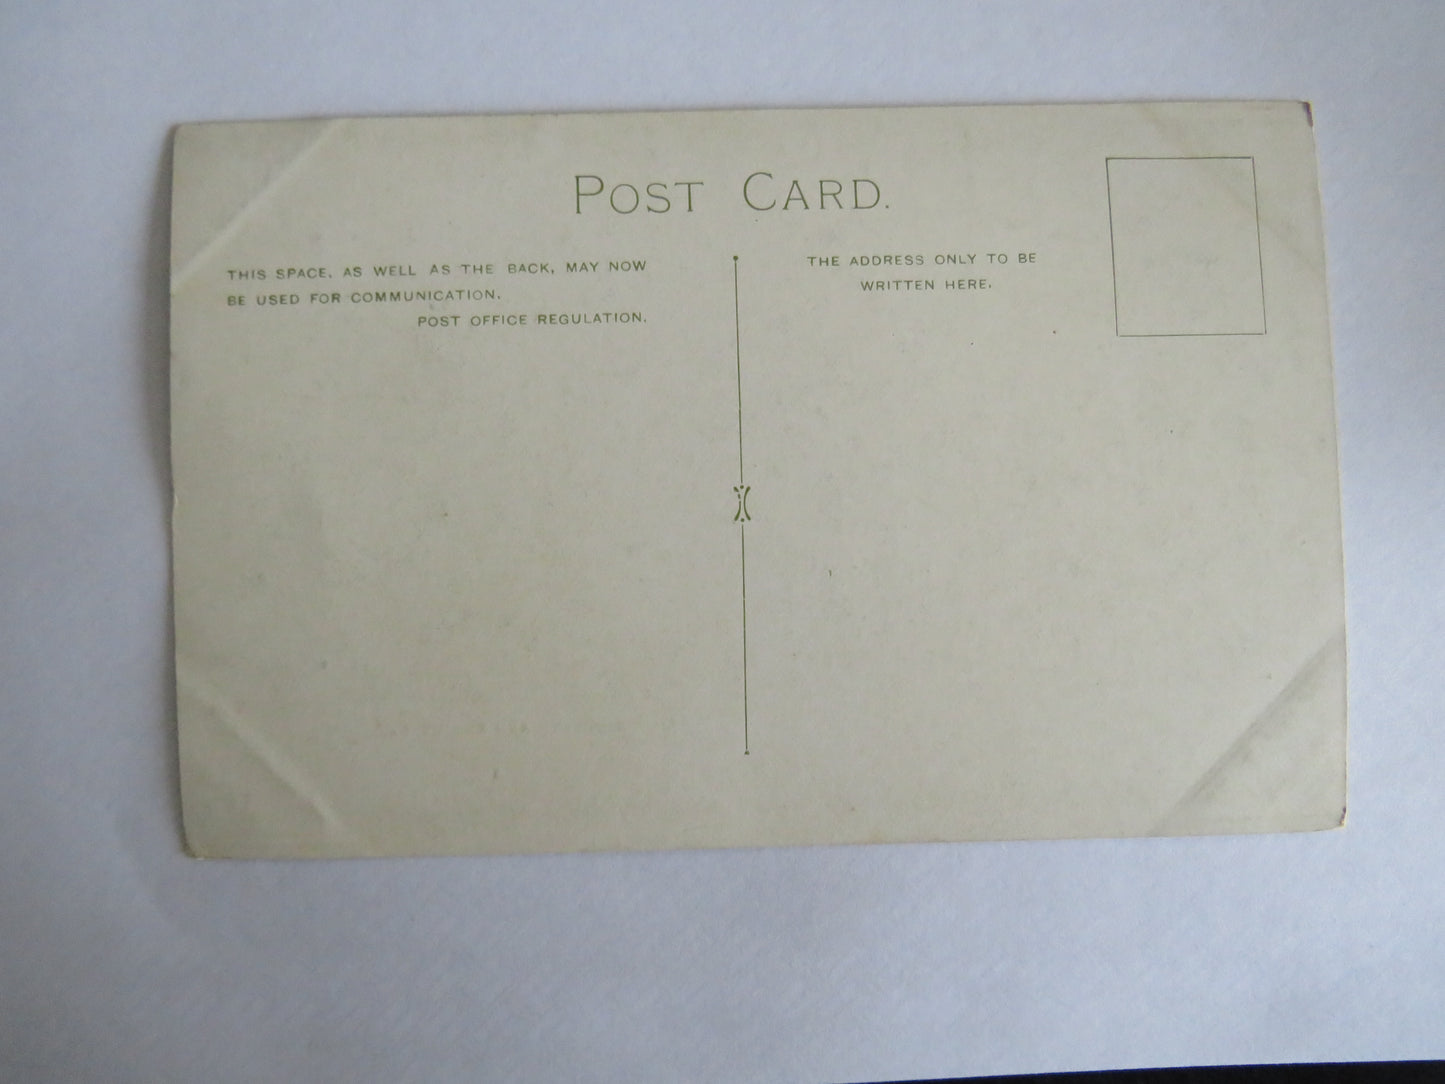 POST CARD.
THIS SPACE, AS WELL AS THE BACK, MAY NOW
BE USED FOR COMMUNICATION.
POST OFFICE REGULATION.
THE ADDRESS ONLY TO BE
WRITTEN HERE.